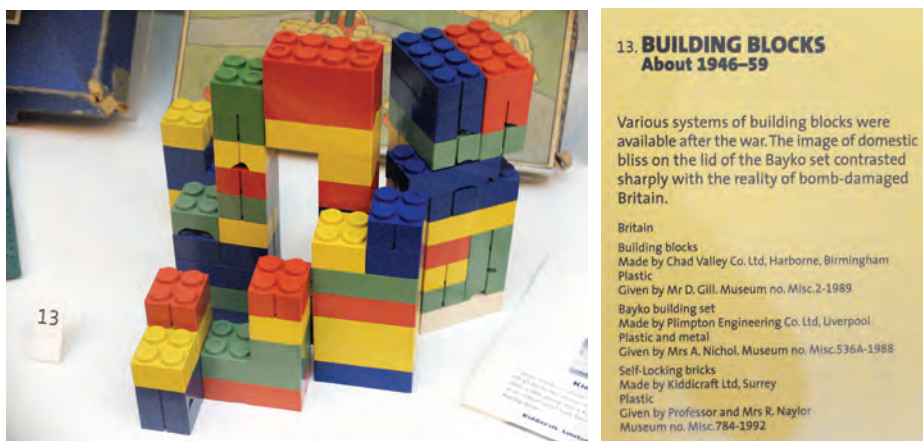 13
13. BUILDING BLOCKS
About 1946–59
Various systems of building blocks were
available after the war. The image of domestic
bliss on the lid of the Bayko set contrasted
sharply with the reality of bomb-damaged
Britain.
Britain
Building blocks
Made by Chad Valley Co. Ltd, Harborne, Birmingham
Plastic
Given by Mr D. Gill. Museum no. Misc.2-1989
Bayko building set
Made by Plimpton Engineering Co. Ltd, Liverpool
Plastic and metal
Given by Mrs A. Nichol. Museum no. Misc.536A-1988
Self-Locking bricks
Made by Kiddicraft Ltd, Surrey
Plastic
Given by Professor and Mrs R. Naylor
Museum no. Misc.784-1992